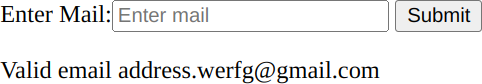 Enter Mail: Enter mail Submit
Valid email address.werfg@gmail.com